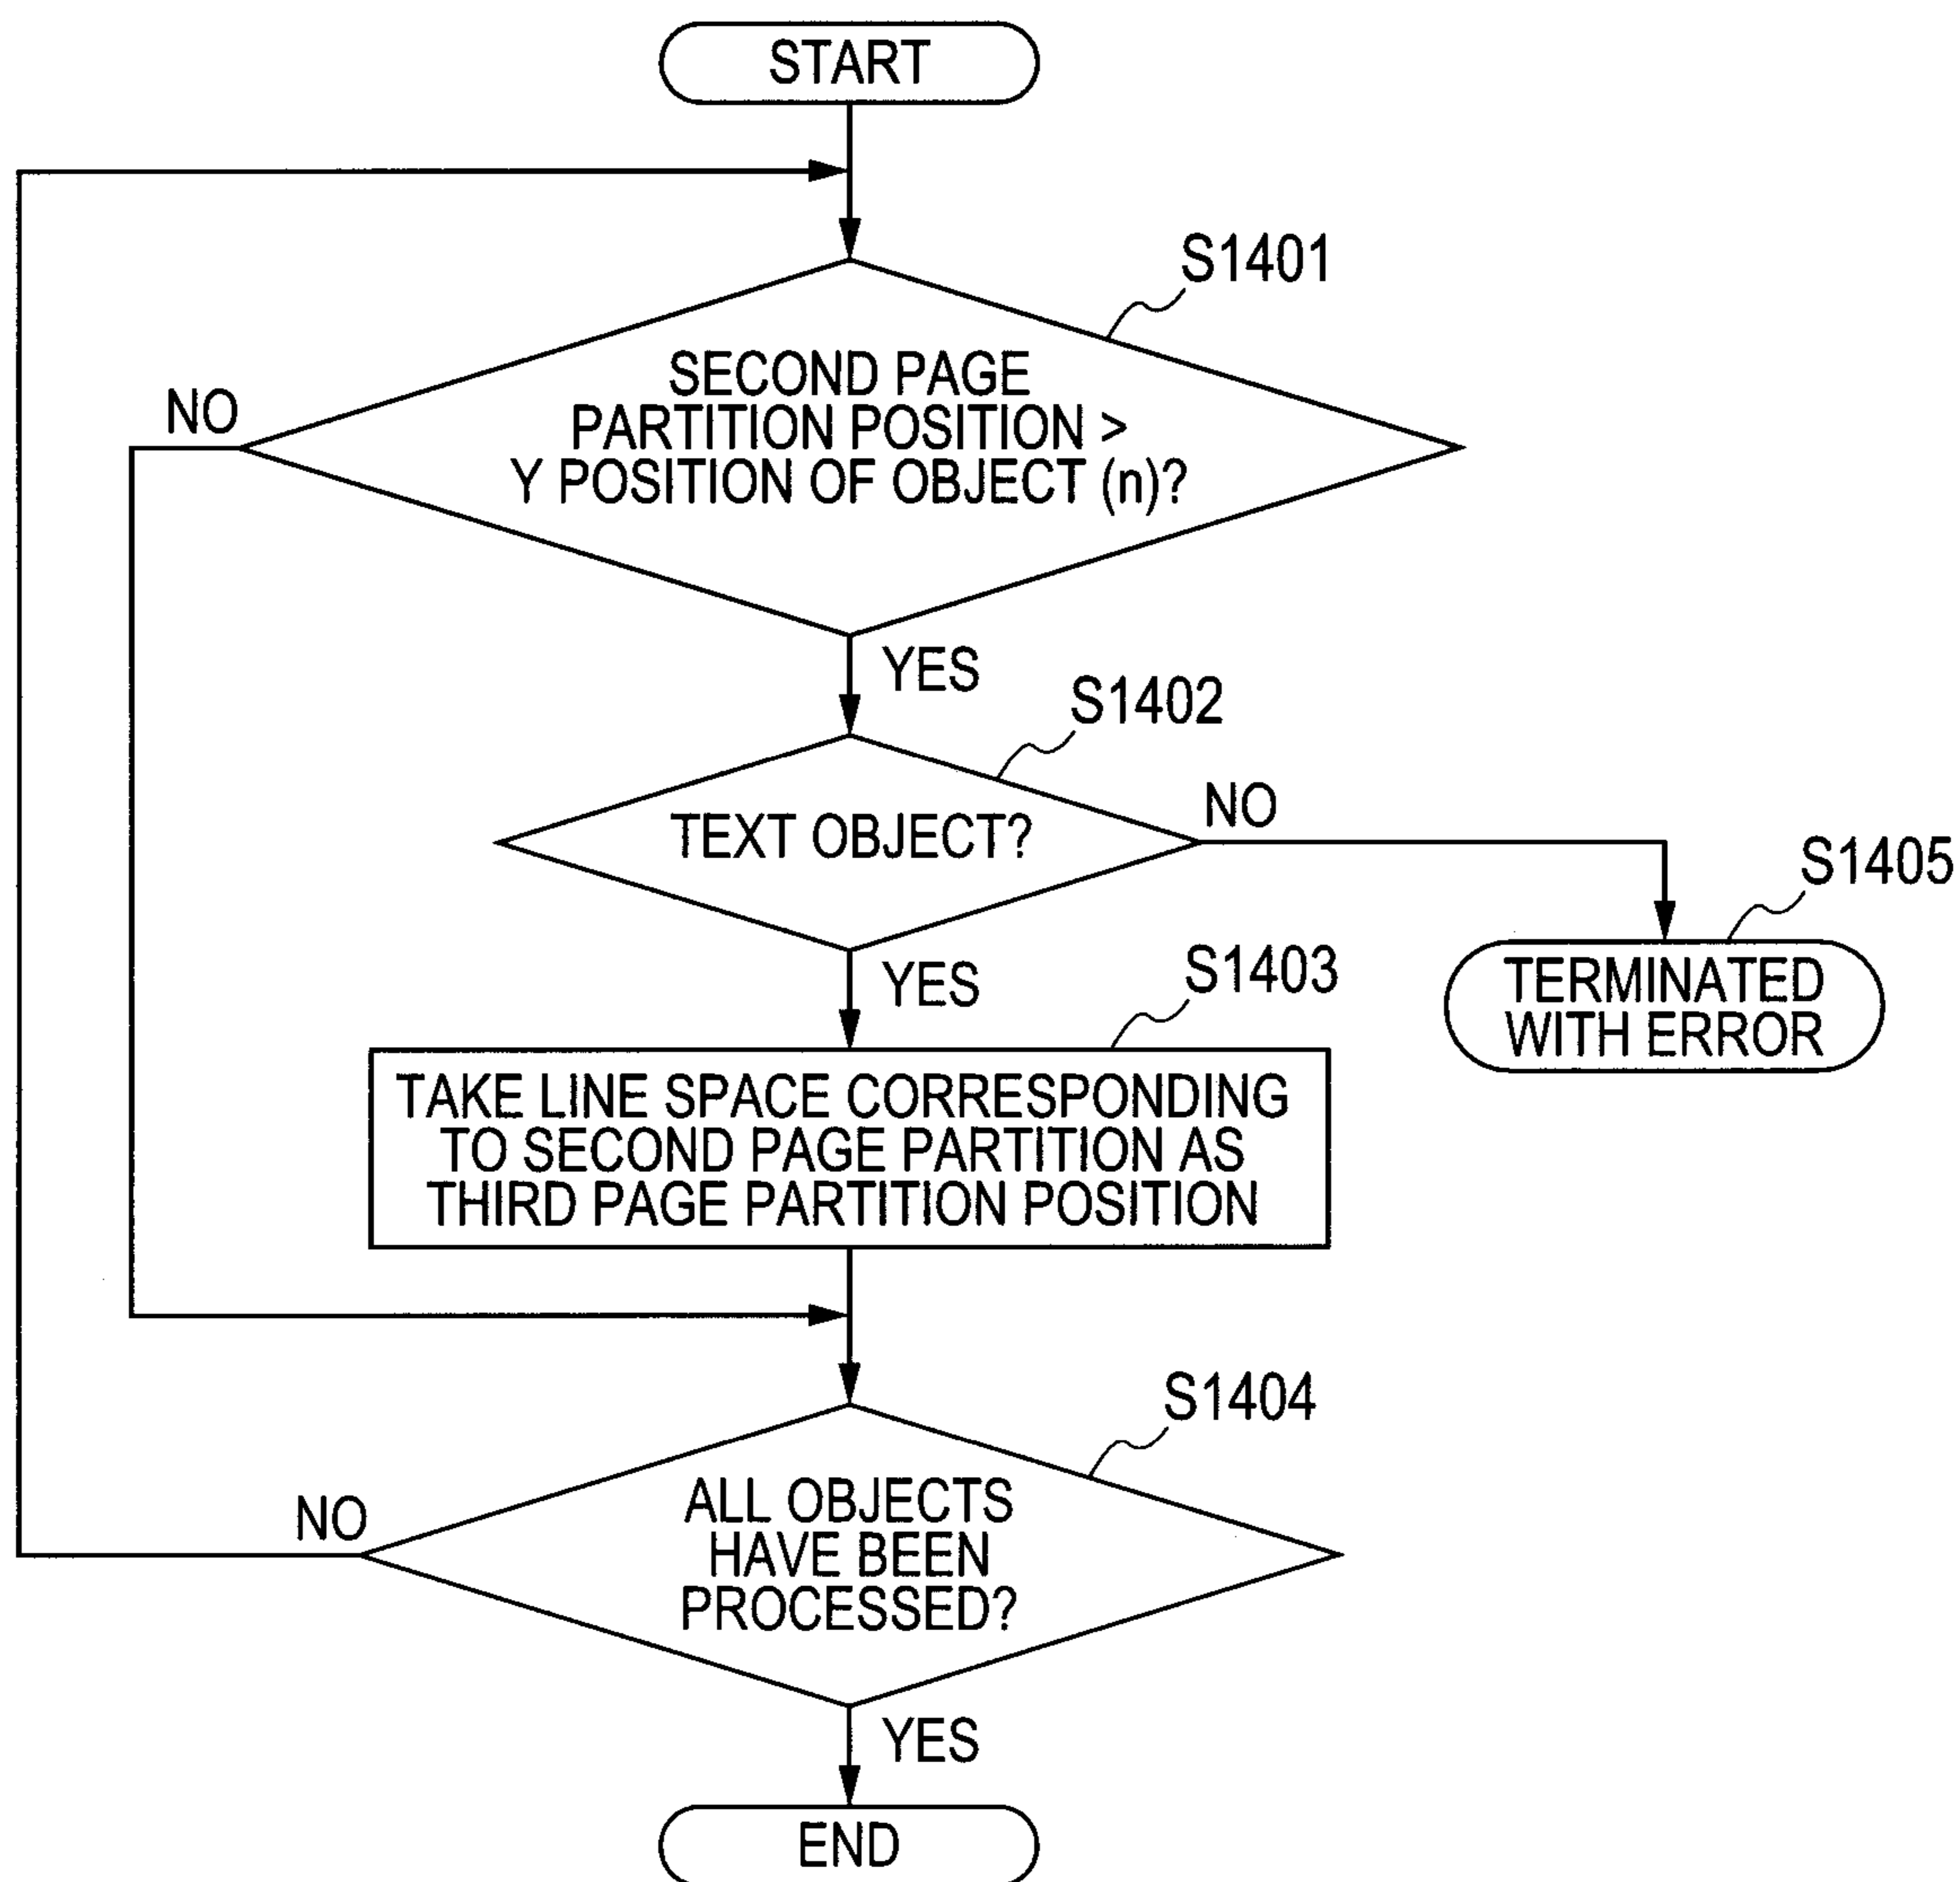 START
S1401
SECOND PAGE
PARTITION POSITION >
Y POSITION OF OBJECT (n)?
NO
YES
S1402
TEXT OBJECT?
NO
S1405
TERMINATED
WITH ERROR
YES
S1403
TAKE LINE SPACE CORRESPONDING
TO SECOND PAGE PARTITION AS
THIRD PAGE PARTITION POSITION
S1404
ALL OBJECTS
HAVE BEEN
PROCESSED?
NO
YES
END